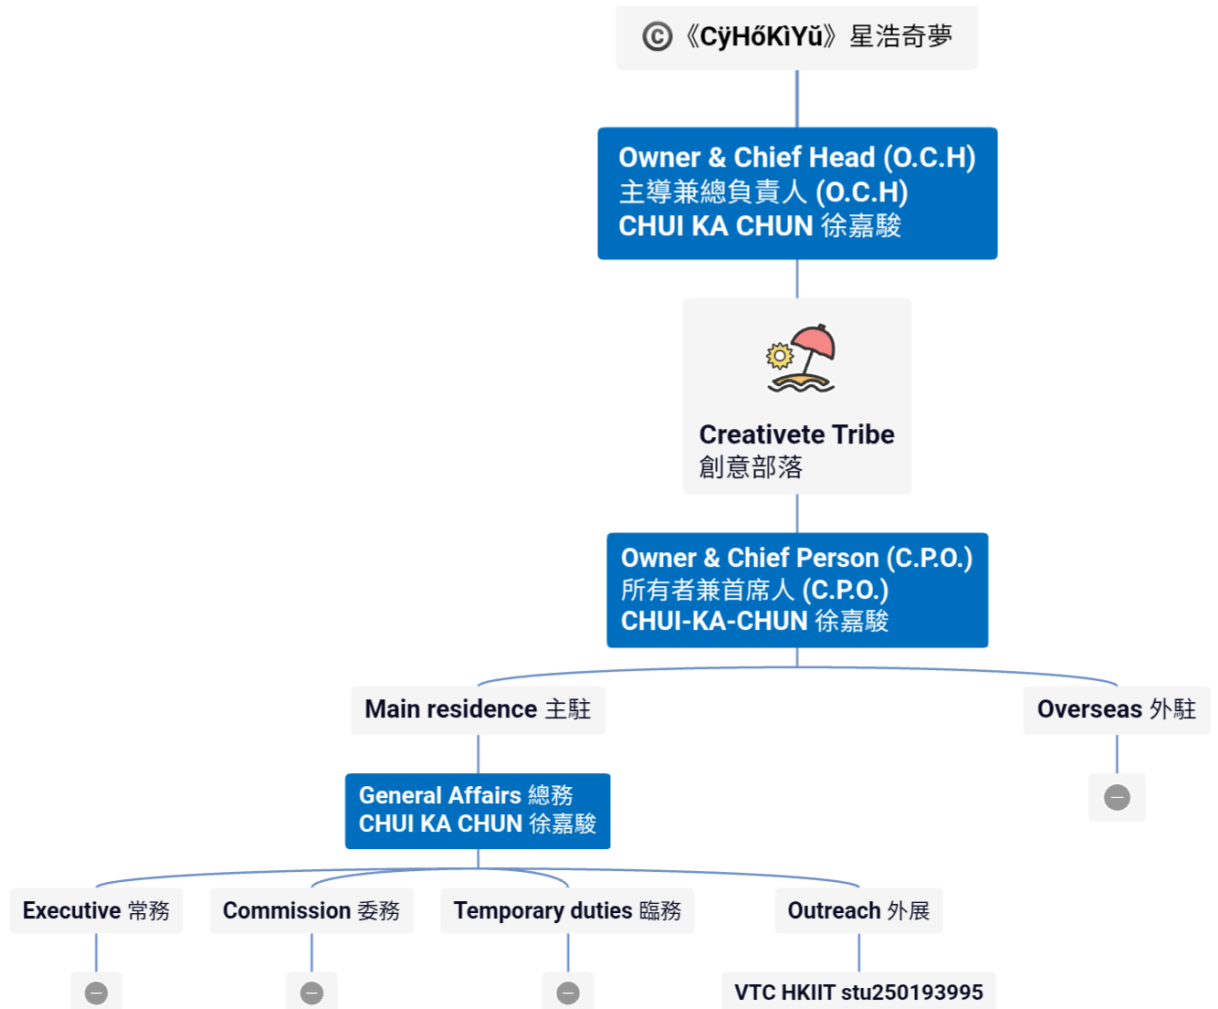 © 《CÿHőKìYŭ》星浩奇夢
Owner & Chief Head (O.C.H)
主導兼總負責人 (O.C.H)
CHUI KA CHUN 徐嘉駿
Creativete Tribe
創意部落
Owner & Chief Person (C.P.O.)
所有者兼首席人 (C.P.O.)
CHUI-KA-CHUN 徐嘉駿
Main residence 主駐
Overseas 外駐
General Affairs 總務
CHUI KA CHUN 徐嘉駿
Executive 常務
Commission 委務
Temporary duties 臨務
Outreach 外展
VTC HKIIT stu250193995